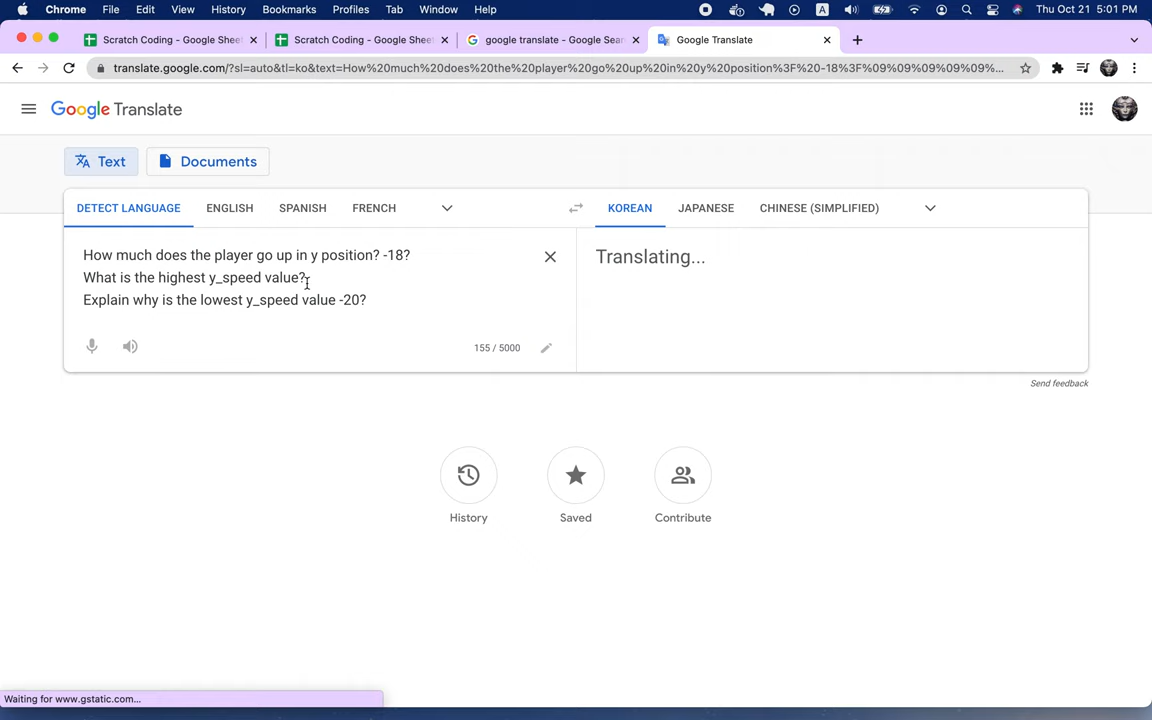 Chrome File Edit View History Bookmarks Profiles Tab Window Help A Thu Oct 21 5:01 PM
Scratch Coding - Google Sheet Scratch Coding - Google Sheet google translate - Google Sear Google Translate
translate.google.com/?sl=auto&tl=ko&text=How%20much%20does%20the%20player%20go%20up%20in%20y%20position%3F%20-18%3F%09%09%09%09%09%...
Google Translate
Text Documents
DETECT LANGUAGE ENGLISH SPANISH FRENCH KOREAN JAPANESE CHINESE (SIMPLIFIED)
How much does the player go up in y position? -18?
What is the highest y_speed value?
Explain why is the lowest y_speed value -20?
Translating...
155 / 5000
Send feedback
History Saved Contribute
Waiting for www.gstatic.com...